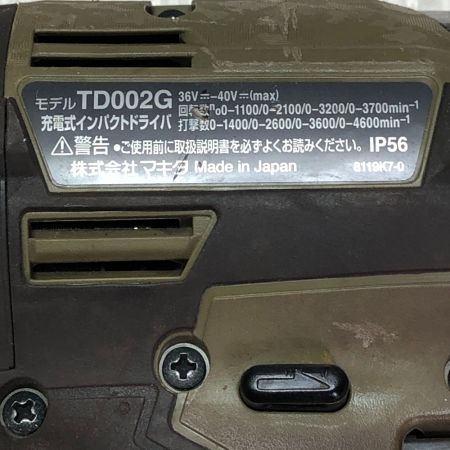 モデル TD002G 36V⎓-40V⎓(max)
充電式インパクトドライバ 回転数n₀0-1100/0-2100/0-3200/0-3700min⁻¹
打撃数0-1400/0-2600/0-3600/0-4600min⁻¹
⚠警告 •ご使用前に取扱説明書を必ずよくお読みください。 IP56
株式会社 マキタ Made in Japan 8119K7-0